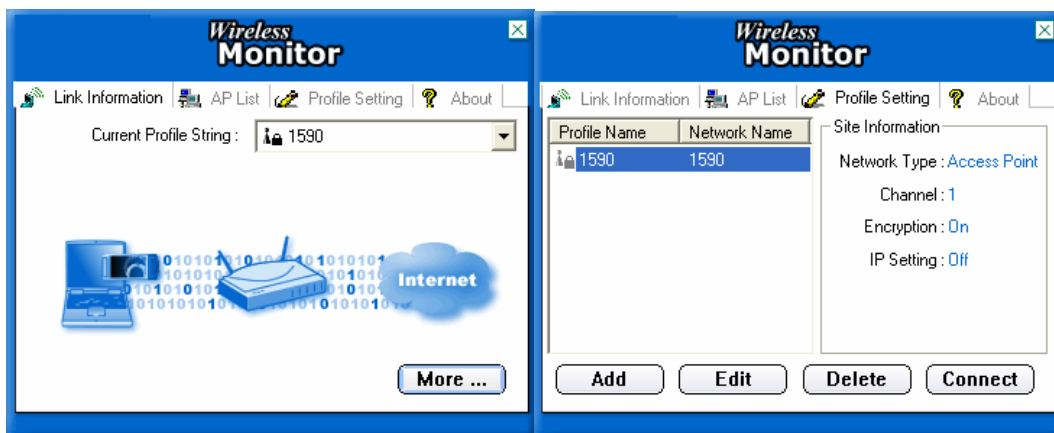 Wireless
Monitor
Link Information AP List Profile Setting ? About
Current Profile String : 1590
010101010101010101010101
Internet
More ...
Wireless
Monitor
Link Information AP List Profile Setting ? About
Profile Name Network Name
1590 1590
Site Information
Network Type : Access Point
Channel : 1
Encryption : On
IP Setting : Off
Add Edit Delete Connect